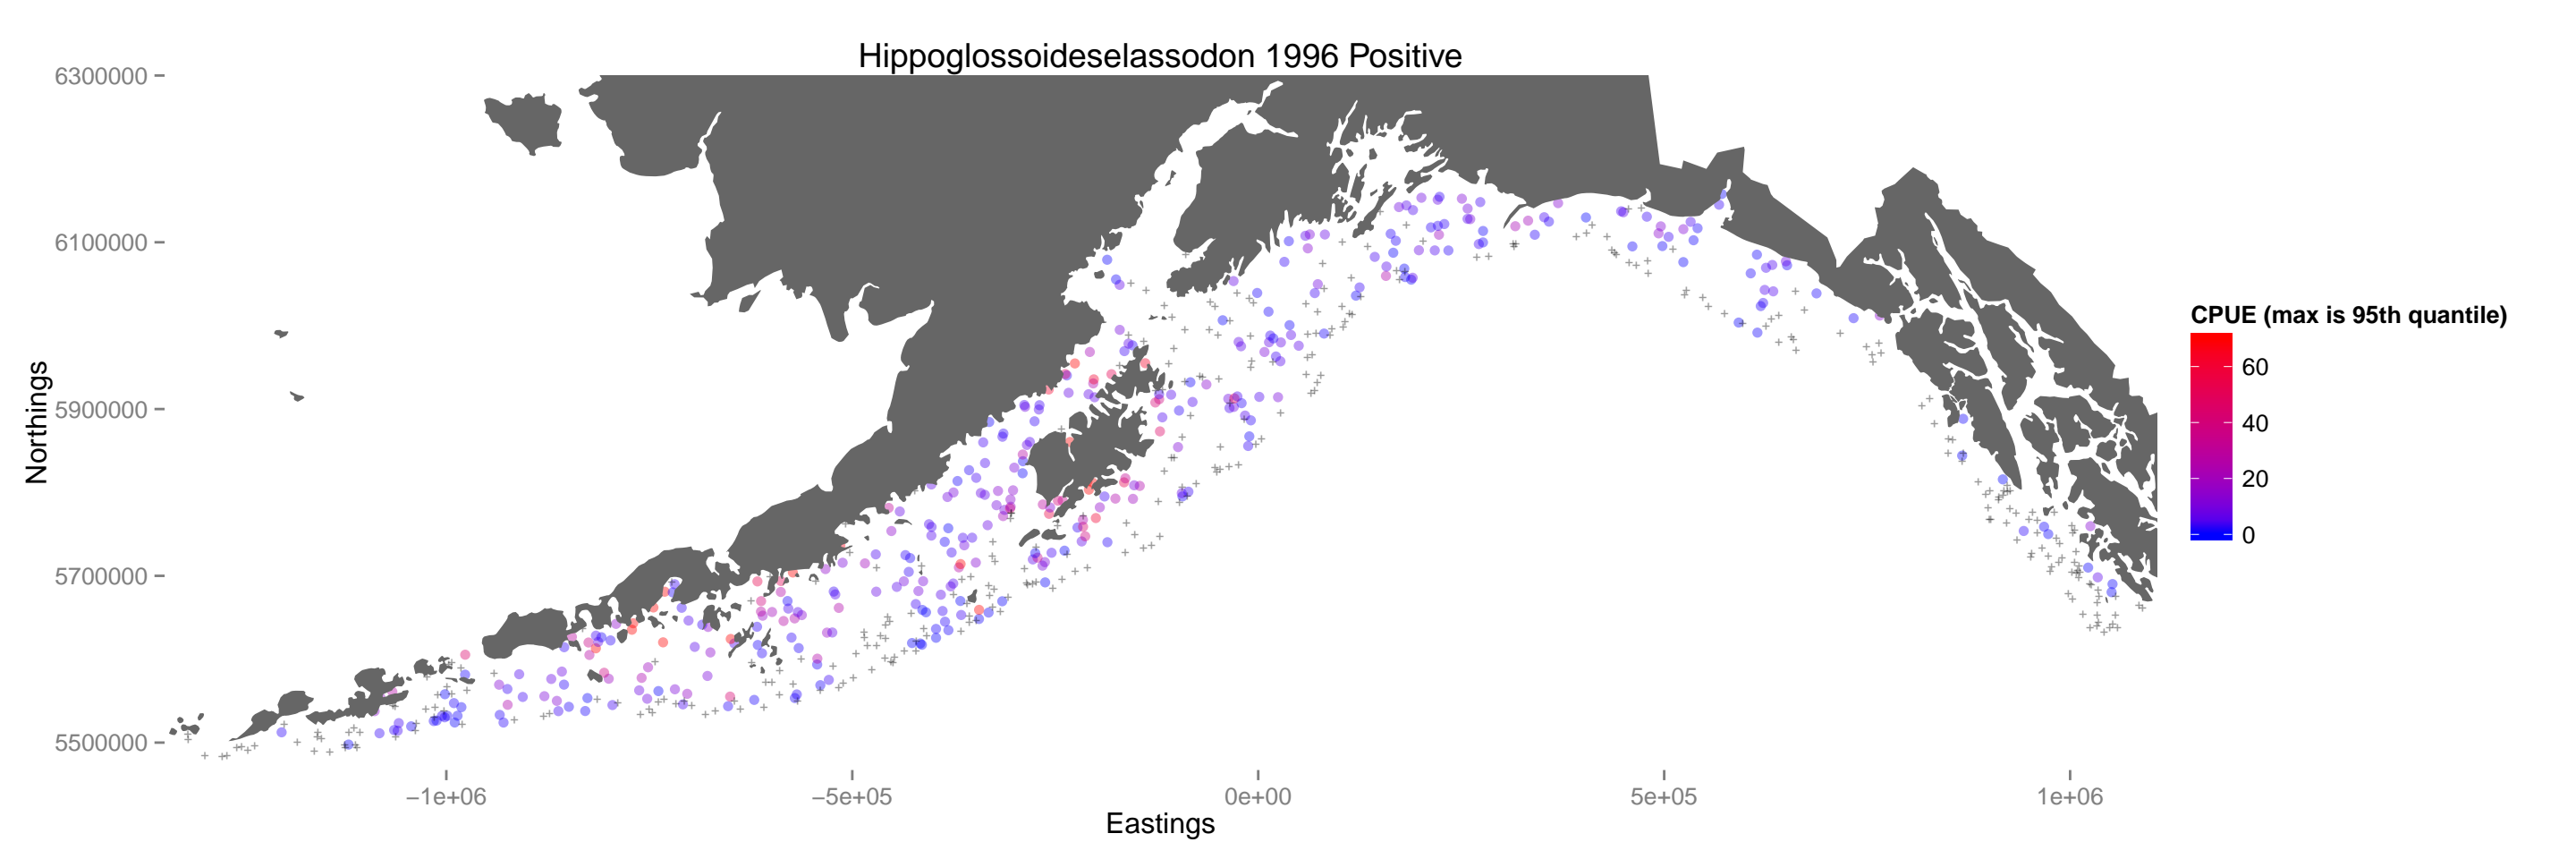 Hippoglossoideselassodon 1996 Positive
6300000
6100000
5900000
5700000
5500000
Northings
−1e+06
−5e+05
0e+00
5e+05
1e+06
Eastings
CPUE (max is 95th quantile)
60
40
20
0